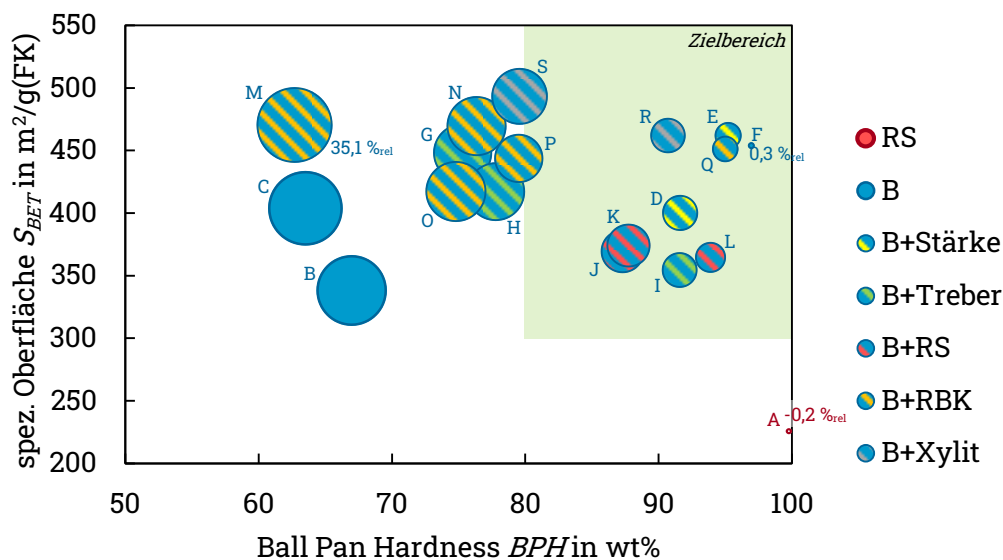 spez. Oberfläche S_BET in m²/g(FK)
550
500
450
400
350
300
250
200
50
60
70
80
90
100
Ball Pan Hardness BPH in wt%
Zielbereich
M
35,1 %rel
C
B
N
S
G
P
O
H
R
E
F
0,3 %rel
Q
D
K
J
L
I
A
-0,2 %rel
RS
B
B+Stärke
B+Treber
B+RS
B+RBK
B+Xylit